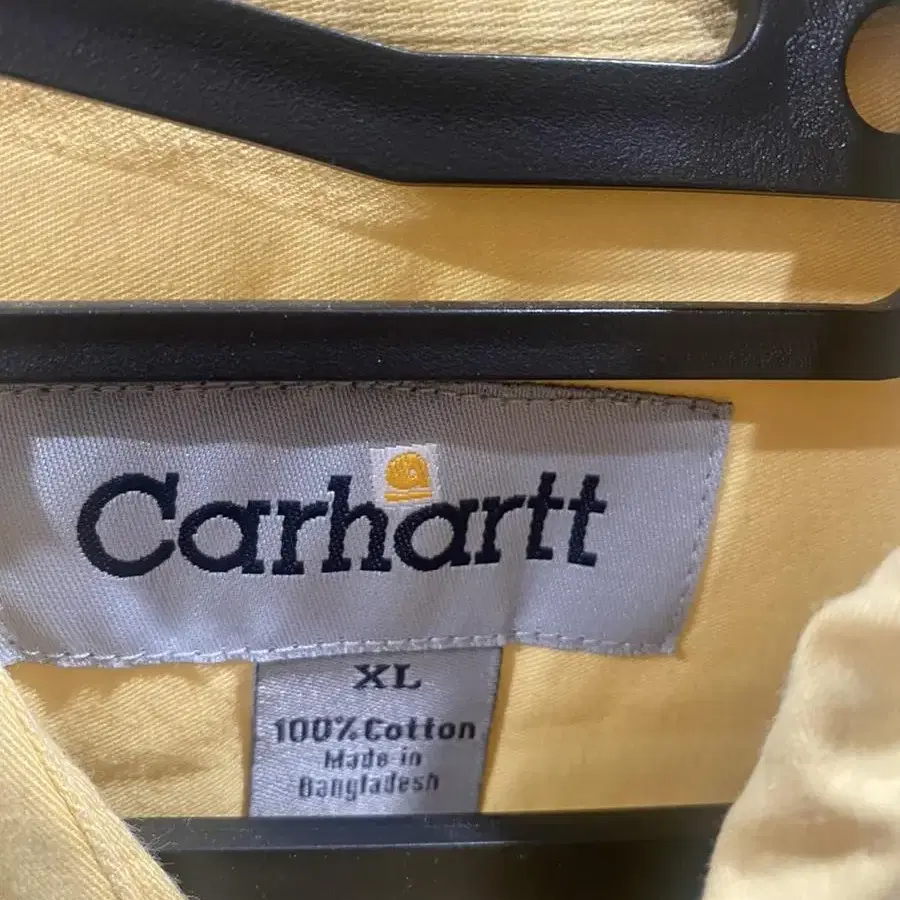 Carhartt
XL
100% Cotton
Made in
Bangladesh